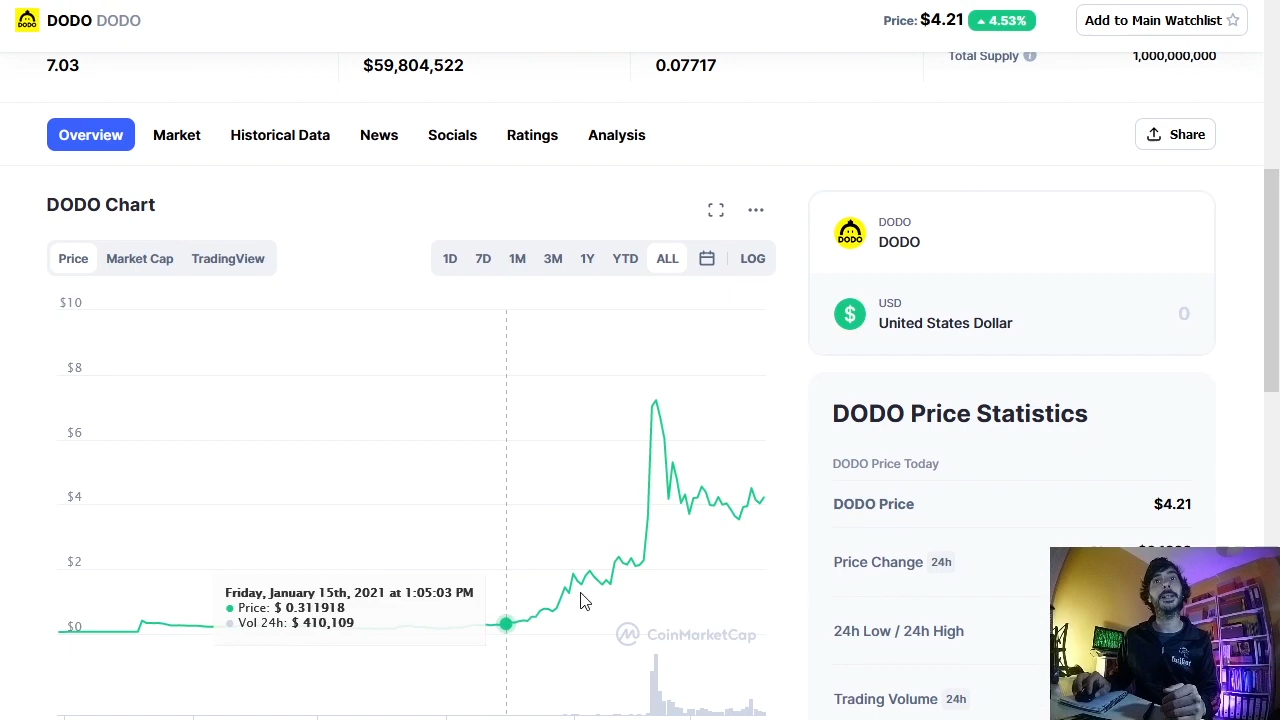 DODO DODO
Price: $4.21 4.53%
Add to Main Watchlist
7.03
$59,804,522
0.07717
Total Supply
1,000,000,000
Overview
Market
Historical Data
News
Socials
Ratings
Analysis
Share
DODO Chart
Price
Market Cap
TradingView
1D
7D
1M
3M
1Y
YTD
ALL
LOG
$10
$8
$6
$4
$2
$0
Friday, January 15th, 2021 at 1:05:03 PM
Price: $ 0.311918
Vol 24h: $ 410,109
CoinMarketCap
DODO
DODO
DODO
USD
United States Dollar
0
DODO Price Statistics
DODO Price Today
DODO Price
$4.21
Price Change 24h
24h Low / 24h High
Trading Volume 24h